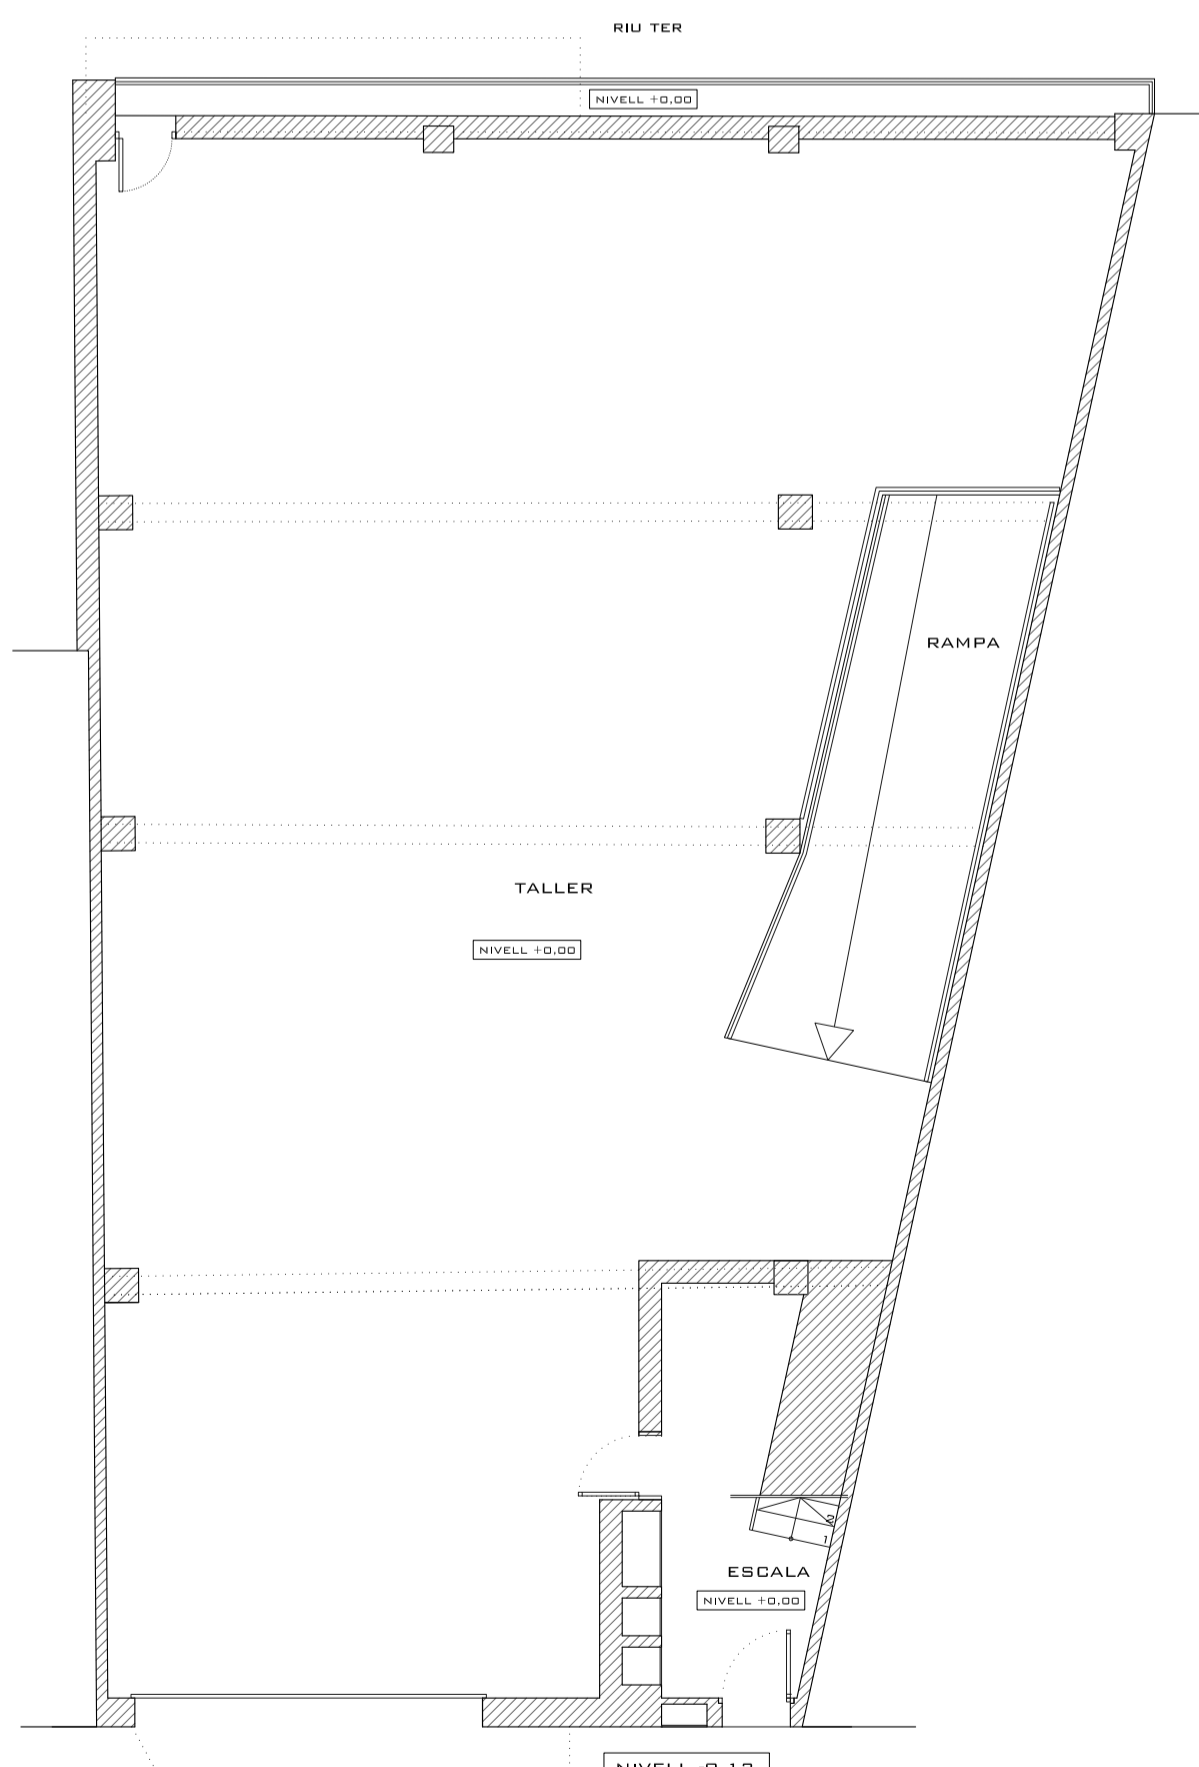 RIU TER
NIVELL +0,00
RAMPA
TALLER
NIVELL +0,00
2
1
ESCALA
NIVELL +0,00